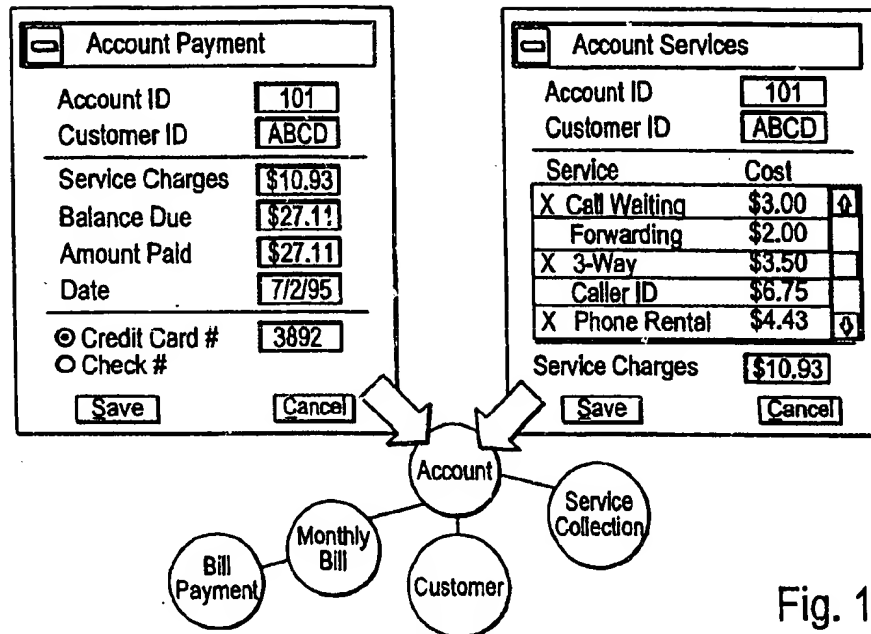 Account Payment
Account ID 101
Customer ID ABCD
Service Charges $10.93
Balance Due $27.11
Amount Paid $27.11
Date 7/2/95
Credit Card # 3892
Check #
Save Cancel
Account Services
Account ID 101
Customer ID ABCD
Service Cost
X Call Waiting $3.00
Forwarding $2.00
X 3-Way $3.50
Caller ID $6.75
X Phone Rental $4.43
Service Charges $10.93
Save Cancel
Account
Service
Collection
Monthly
Bill
Bill
Payment
Customer
Fig. 1